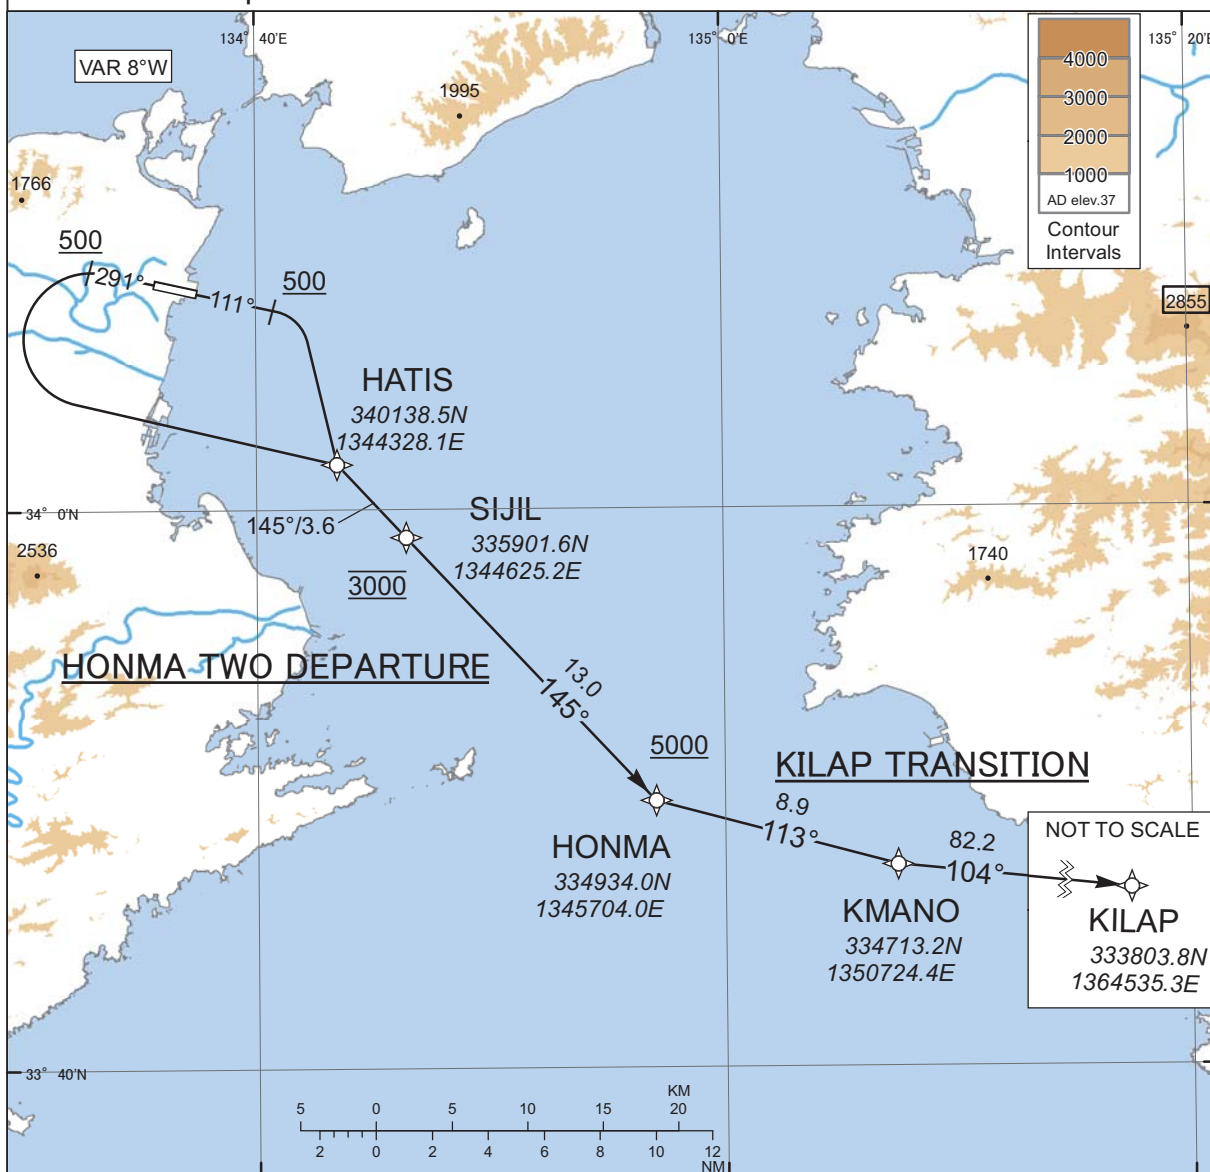 134° 40'E
135° 0'E
135° 20'E
VAR 8°W
4000
3000
2000
1000
AD elev.37
Contour
Intervals
1995
1766
500
291°
111°
500
2855
HATIS
340138.5N
1344328.1E
34° 0'N
145°/3.6
SIJIL
335901.6N
1344625.2E
2536
3000
1740
HONMA TWO DEPARTURE
13.0
145°
5000
KILAP TRANSITION
8.9
113°
82.2
104°
NOT TO SCALE
HONMA
334934.0N
1345704.0E
KMANO
334713.2N
1350724.4E
KILAP
333803.8N
1364535.3E
33° 40'N
KM
5 0 5 10 15 20
2 0 2 4 6 8 10 12
NM